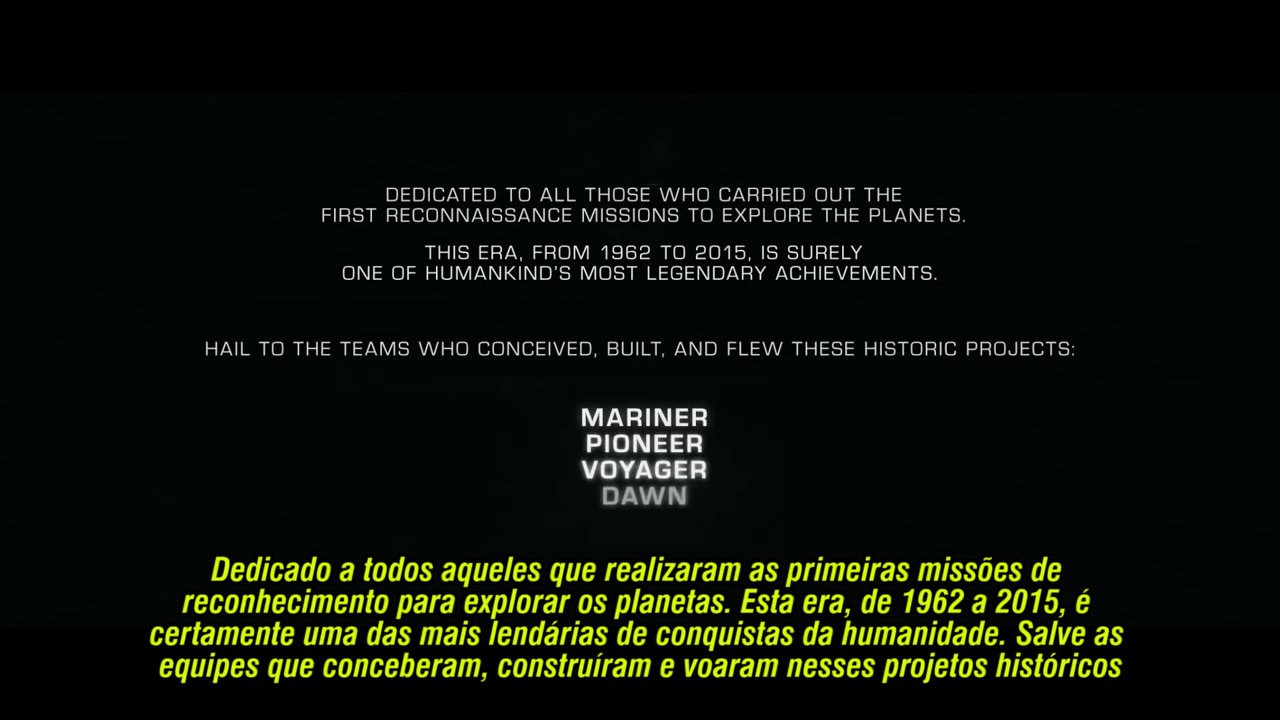 DEDICATED TO ALL THOSE WHO CARRIED OUT THE
FIRST RECONNAISSANCE MISSIONS TO EXPLORE THE PLANETS.
THIS ERA, FROM 1962 TO 2015, IS SURELY
ONE OF HUMANKIND'S MOST LEGENDARY ACHIEVEMENTS.
HAIL TO THE TEAMS WHO CONCEIVED, BUILT, AND FLEW THESE HISTORIC PROJECTS:
MARINER
PIONEER
VOYAGER
DAWN
Dedicado a todos aqueles que realizaram as primeiras missões de
reconhecimento para explorar os planetas. Esta era, de 1962 a 2015, é
certamente uma das mais lendárias de conquistas da humanidade. Salve as
equipes que conceberam, construíram e voaram nesses projetos históricos